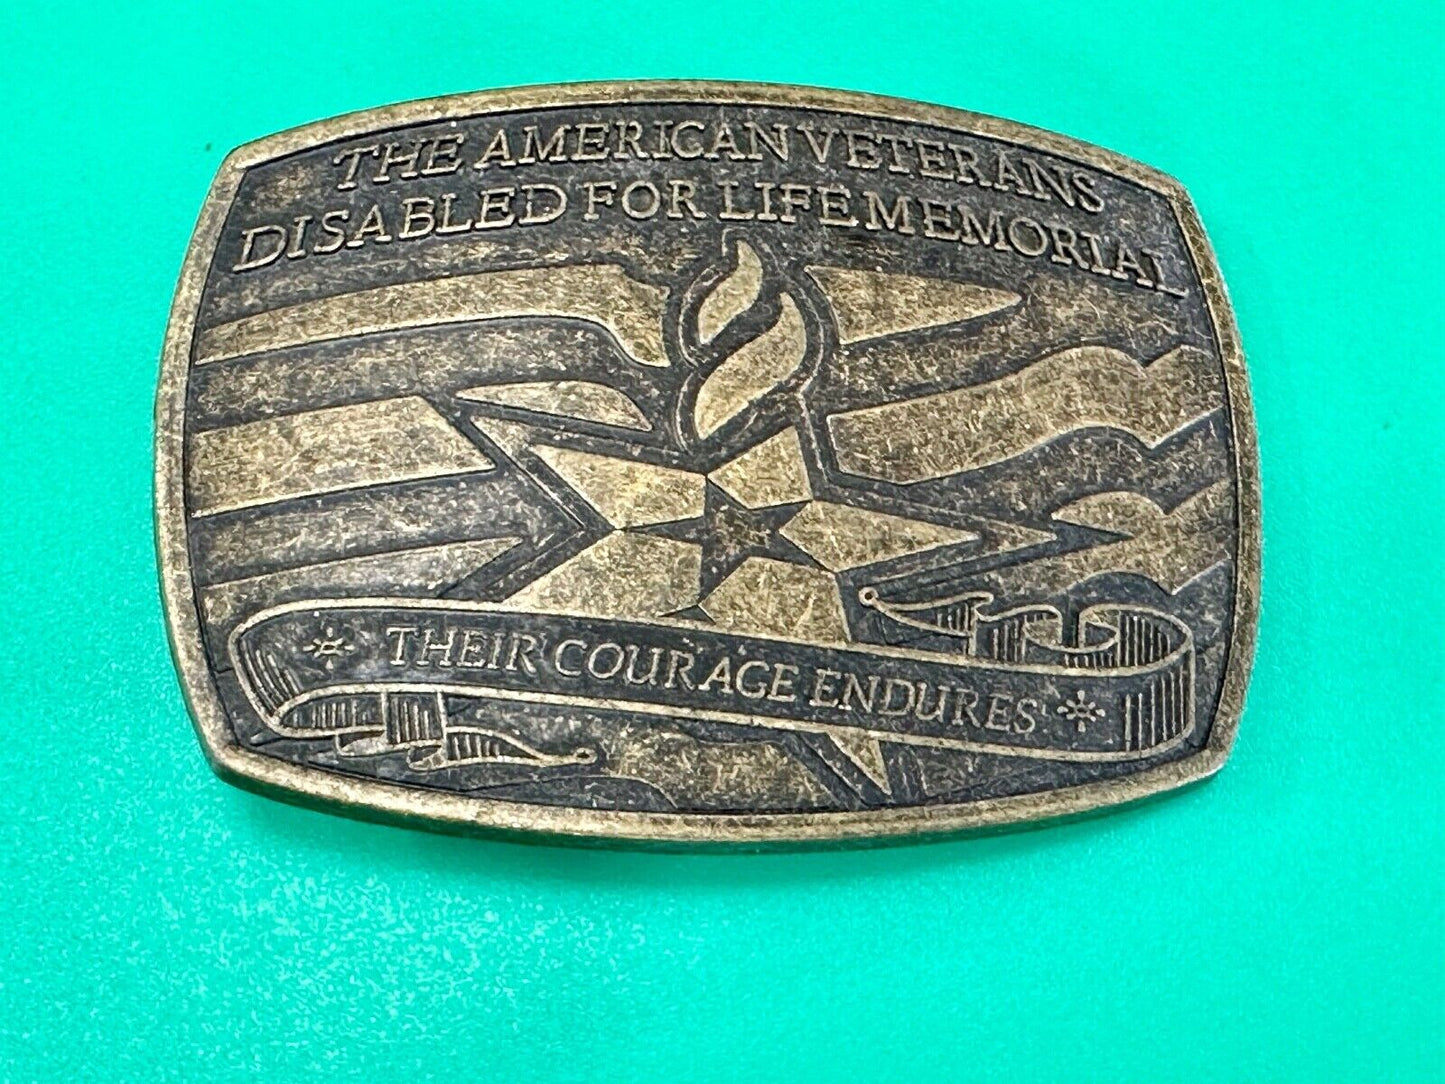 THE AMERICAN VETERANS
DISABLED FOR LIFE MEMORIAL
THEIR COURAGE ENDURES